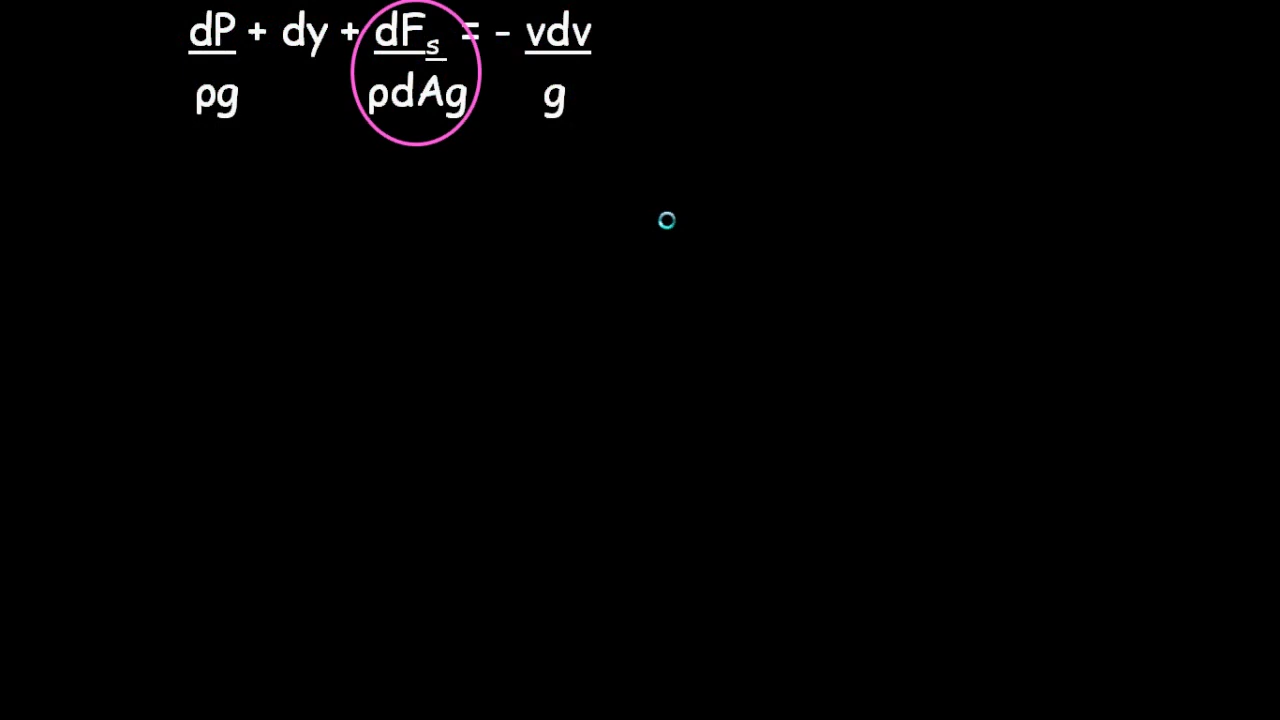 dP + dy + dFs = - vdv
ρg ρdAg g